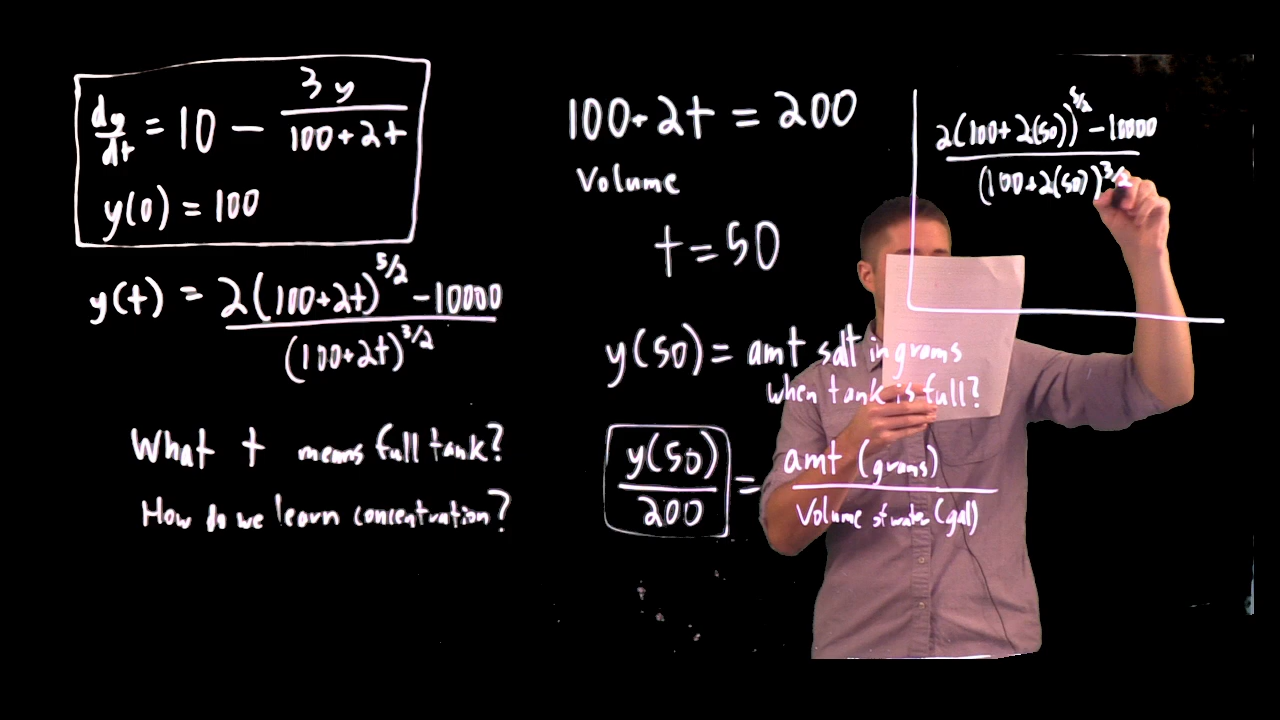 dy/dt = 10 − 3y/(100+2t)
y(0) = 100
y(t) = (2(100+2t)^(5/2) − 10000)/(100+2t)^(3/2)
What t means full tank?
How do we learn concentration?
100+2t = 200
Volume
t = 50
y(50) = amt salt in grams
when tank is full?
y(50)/200 = amt (grams)/Volume of water (gal)
(2(100+2(50))^(5/2) − 10000)/(100+2(50))^(3/2)